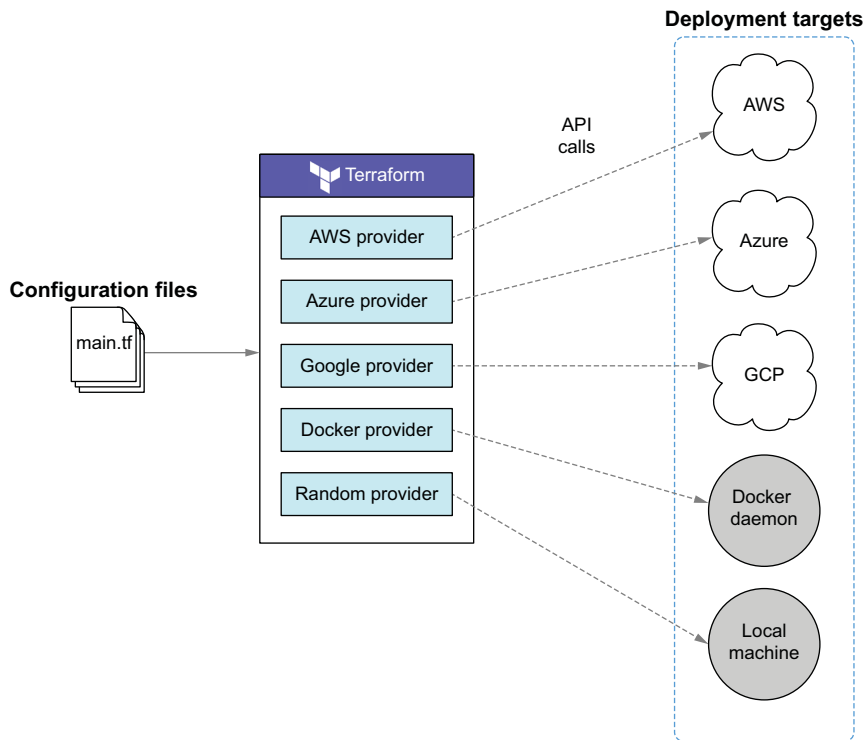 Deployment targets
AWS
API
calls
Terraform
AWS provider
Azure
Azure provider
Configuration files
main.tf
Google provider
GCP
Docker provider
Random provider
Docker
daemon
Local
machine